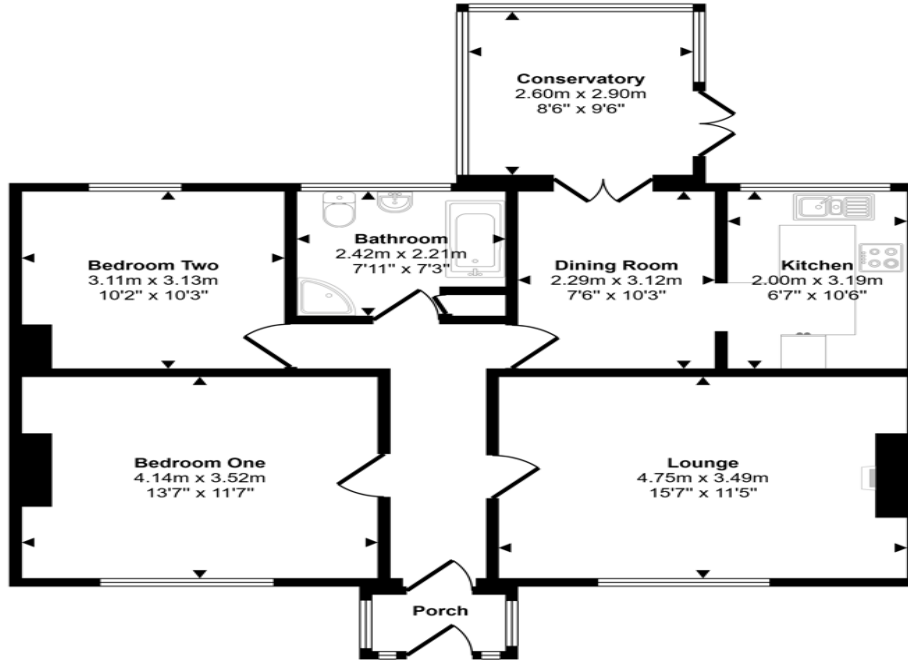 Conservatory
2.60m x 2.90m
8'6" x 9'6"
Bedroom Two
3.11m x 3.13m
10'2" x 10'3"
Bathroom
2.42m x 2.21m
7'11" x 7'3"
Dining Room
2.29m x 3.12m
7'6" x 10'3"
Kitchen
2.00m x 3.19m
6'7" x 10'6"
Bedroom One
4.14m x 3.52m
13'7" x 11'7"
Lounge
4.75m x 3.49m
15'7" x 11'5"
Porch